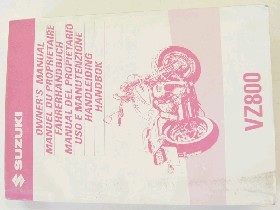 SUZUKI
OWNER'S MANUAL
MANUEL DU PROPRIETAIRE
FAHRERHANDBUCH
MANUAL DEL PROPIETARIO
USO E MANUTENZIONE
HANDLEIDING
HANDBOK
VZ800